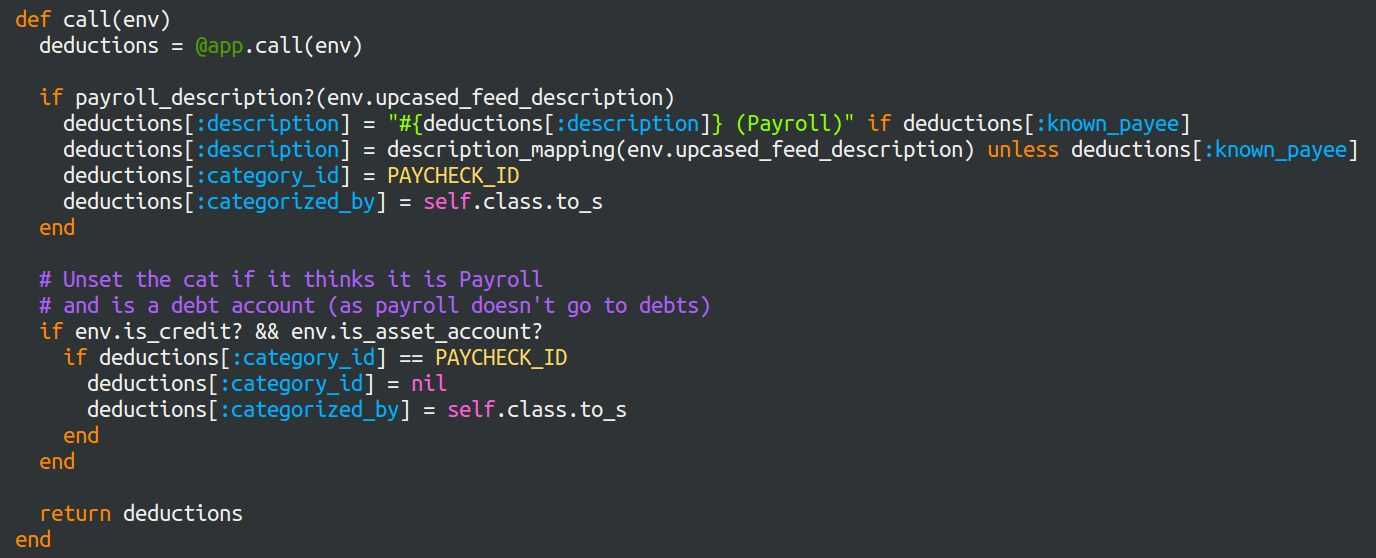 def call(env)
  deductions = @app.call(env)

  if payroll_description?(env.upcased_feed_description)
    deductions[:description] = "#{deductions[:description]} (Payroll)" if deductions[:known_payee]
    deductions[:description] = description_mapping(env.upcased_feed_description) unless deductions[:known_payee]
    deductions[:category_id] = PAYCHECK_ID
    deductions[:categorized_by] = self.class.to_s
  end

  # Unset the cat if it thinks it is Payroll
  # and is a debt account (as payroll doesn't go to debts)
  if env.is_credit? && env.is_asset_account?
    if deductions[:category_id] == PAYCHECK_ID
      deductions[:category_id] = nil
      deductions[:categorized_by] = self.class.to_s
    end
  end

  return deductions
end